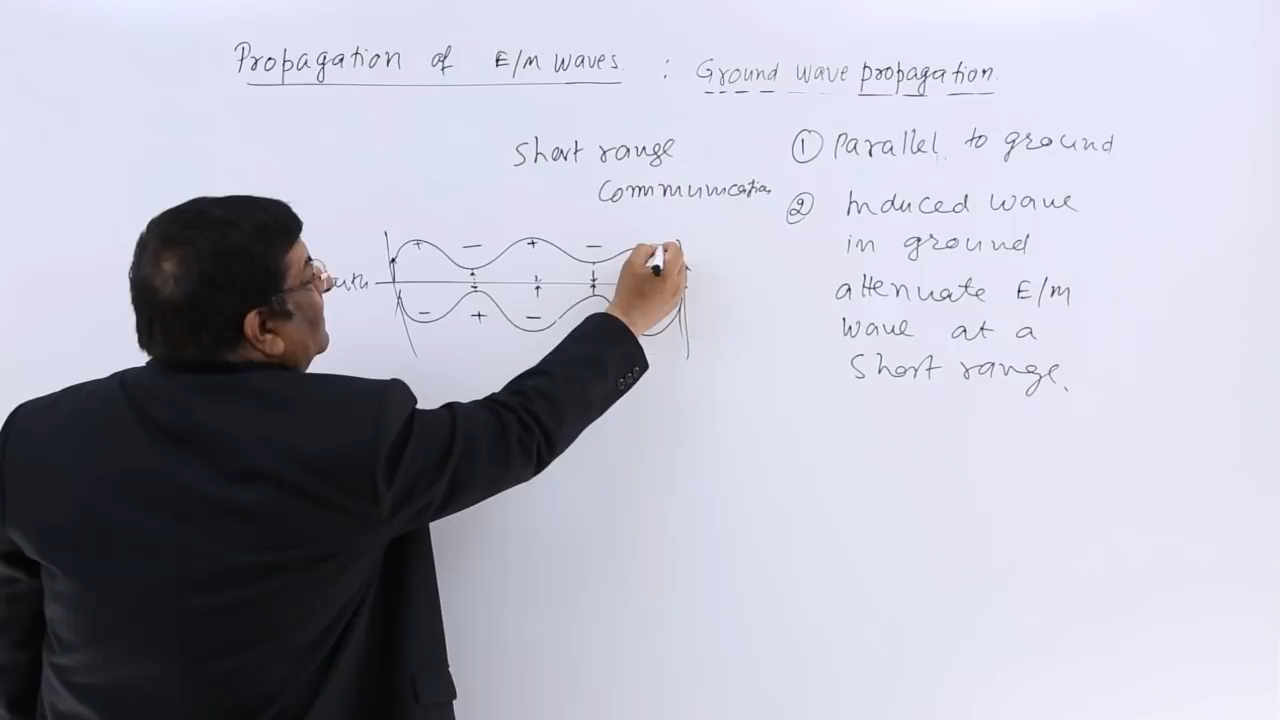 Propagation of E/M waves : Ground wave propagation.
Short range
Communication
① Parallel to ground
② Induced wave
in ground
attenuate E/M
wave at a
Short range.
+ - + -
- + -